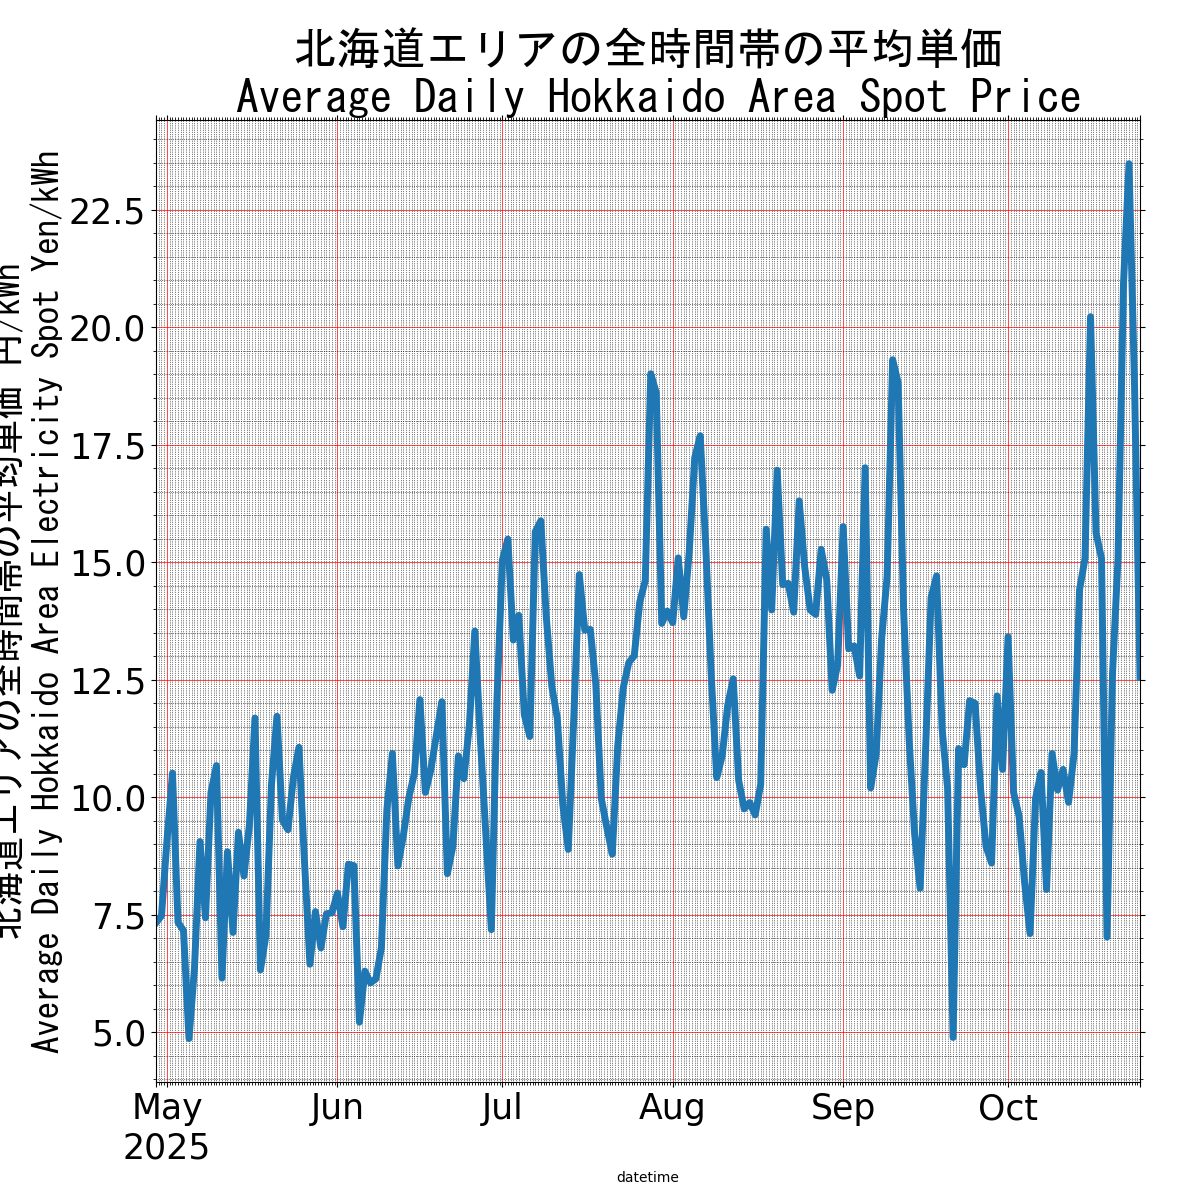 北海道エリアの全時間帯の平均単価
Average Daily Hokkaido Area Spot Price
北海道エリアの全時間帯の平均単価 円/kWh
Average Daily Hokkaido Area Electricity Spot Yen/kWh
22.5
20.0
17.5
15.0
12.5
10.0
7.5
5.0
May Jun Jul Aug Sep Oct
2025
datetime